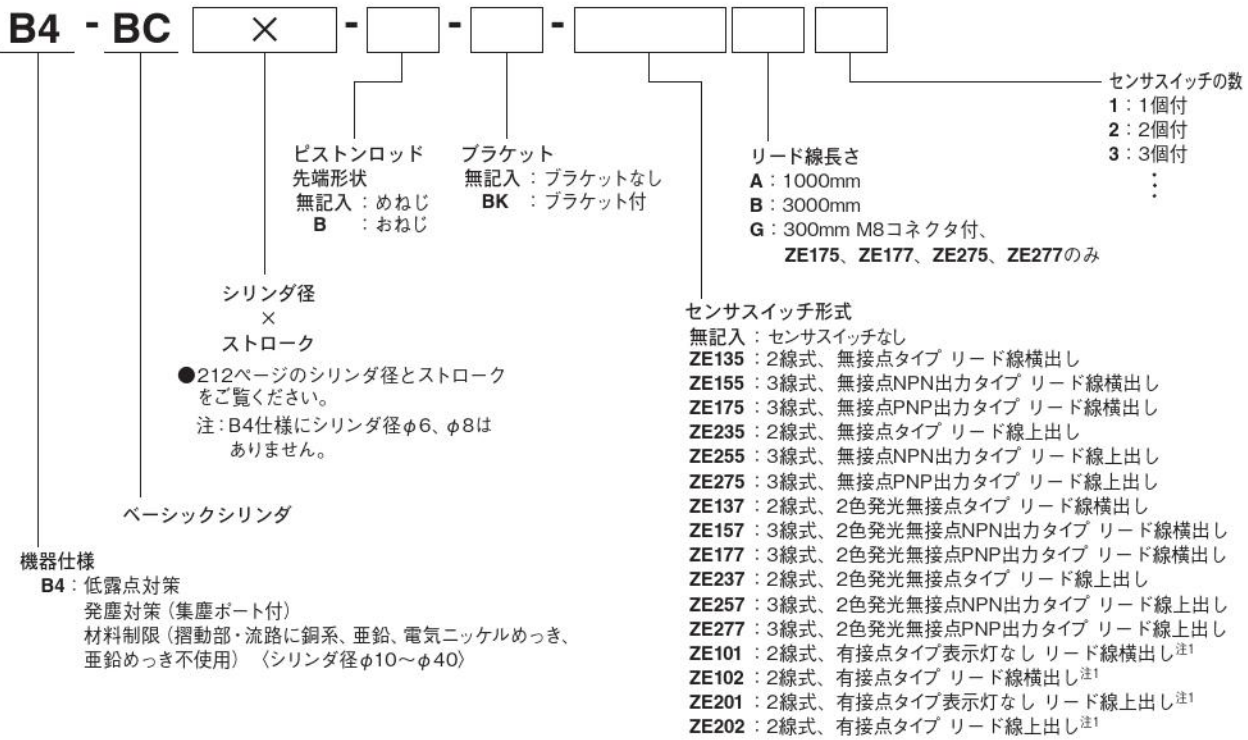 B4 - BC × - - -
センサスイッチの数
1：1個付
2：2個付
3：3個付
⋮
リード線長さ
A：1000mm
B：3000mm
G：300mm M8コネクタ付、
ZE175、ZE177、ZE275、ZE277のみ
ピストンロッド
先端形状
無記入：めねじ
B：おねじ
ブラケット
無記入：ブラケットなし
BK：ブラケット付
シリンダ径
×
ストローク
●212ページのシリンダ径とストローク
をご覧ください。
注：B4仕様にシリンダ径φ6、φ8は
ありません。
ベーシックシリンダ
機器仕様
B4：低露点対策
発塵対策（集塵ポート付）
材料制限（摺動部・流路に銅系、亜鉛、電気ニッケルめっき、
亜鉛めっき不使用）〈シリンダ径φ10～φ40〉
センサスイッチ形式
無記入：センサスイッチなし
ZE135：2線式、無接点タイプ リード線横出し
ZE155：3線式、無接点NPN出力タイプ リード線横出し
ZE175：3線式、無接点PNP出力タイプ リード線横出し
ZE235：2線式、無接点タイプ リード線上出し
ZE255：3線式、無接点NPN出力タイプ リード線上出し
ZE275：3線式、無接点PNP出力タイプ リード線上出し
ZE137：2線式、2色発光無接点タイプ リード線横出し
ZE157：3線式、2色発光無接点NPN出力タイプ リード線横出し
ZE177：3線式、2色発光無接点PNP出力タイプ リード線横出し
ZE237：2線式、2色発光無接点タイプ リード線上出し
ZE257：3線式、2色発光無接点NPN出力タイプ リード線上出し
ZE277：3線式、2色発光無接点PNP出力タイプ リード線上出し
ZE101：2線式、有接点タイプ表示灯なし リード線横出し注1
ZE102：2線式、有接点タイプ リード線横出し注1
ZE201：2線式、有接点タイプ表示灯なし リード線上出し注1
ZE202：2線式、有接点タイプ リード線上出し注1